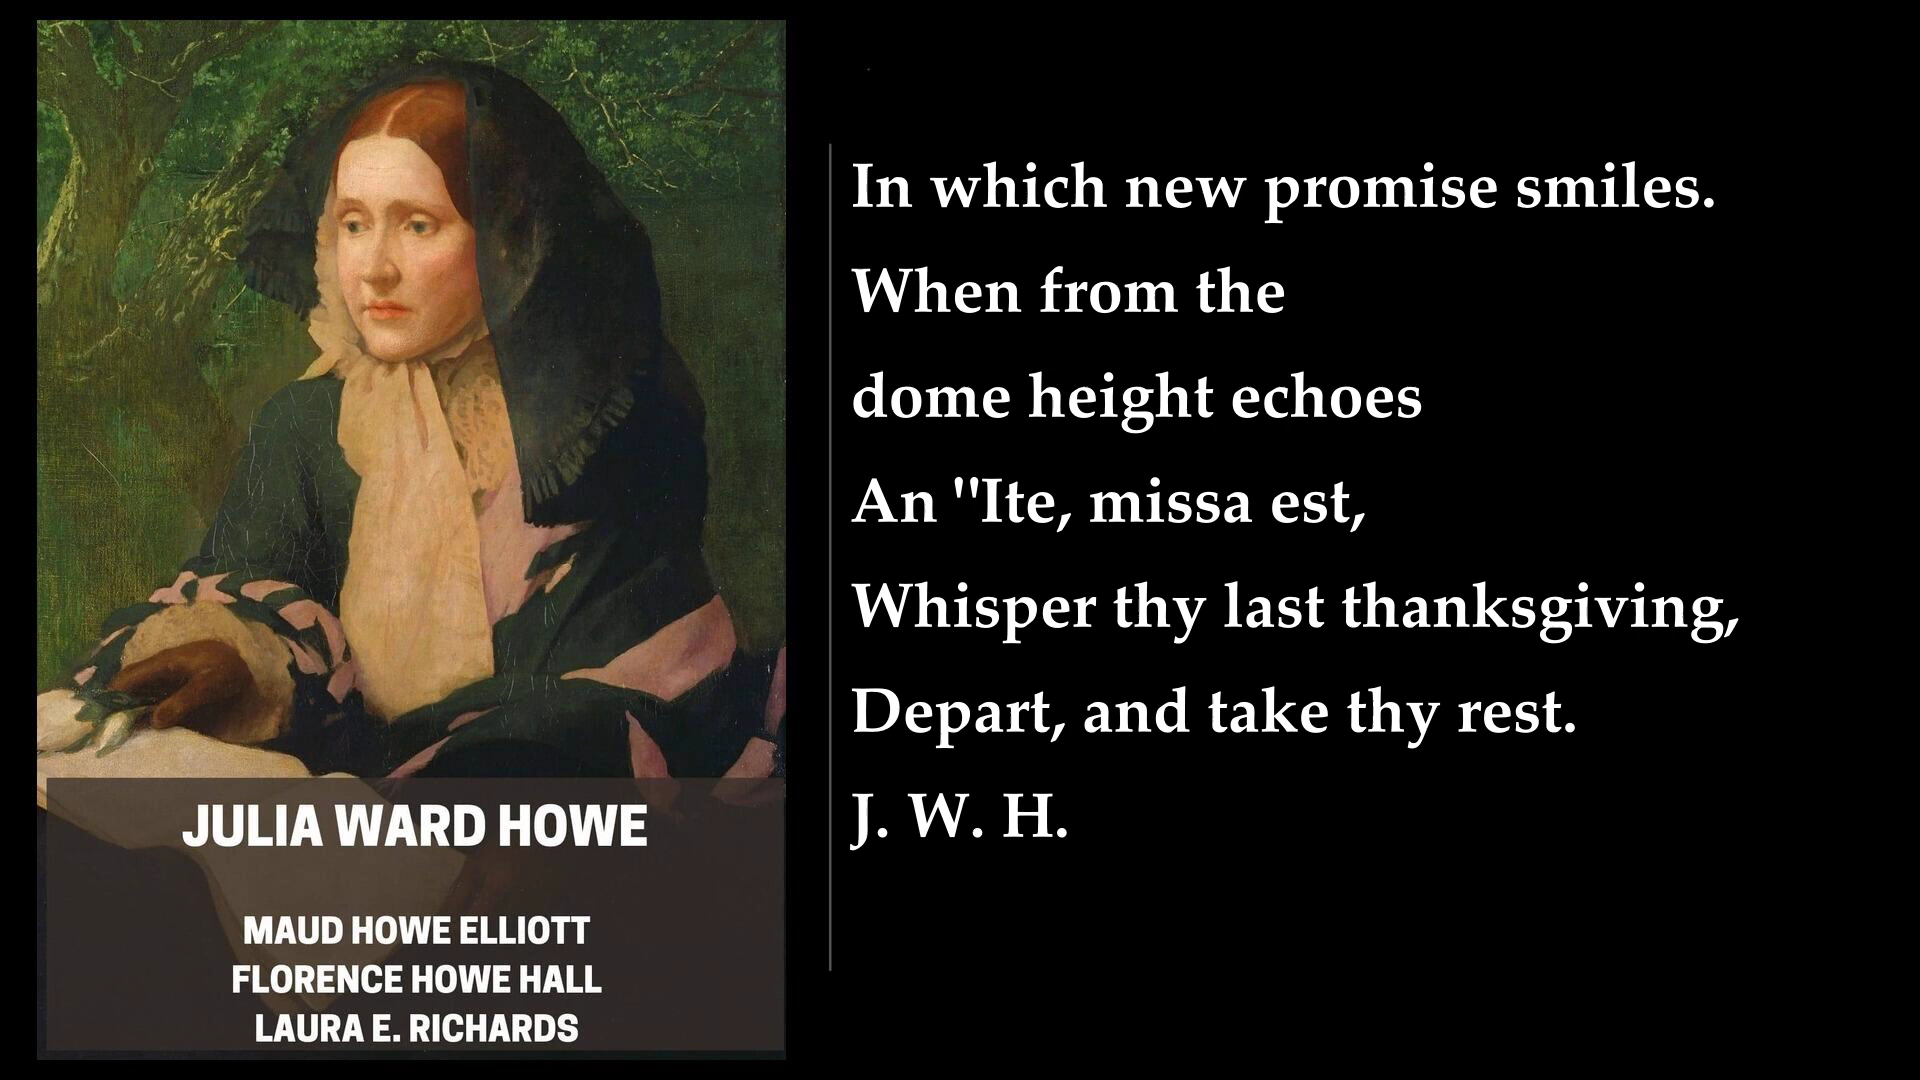 JULIA WARD HOWE
MAUD HOWE ELLIOTT
FLORENCE HOWE HALL
LAURA E. RICHARDS
In which new promise smiles.
When from the
dome height echoes
An "Ite, missa est,
Whisper thy last thanksgiving,
Depart, and take thy rest.
J. W. H.